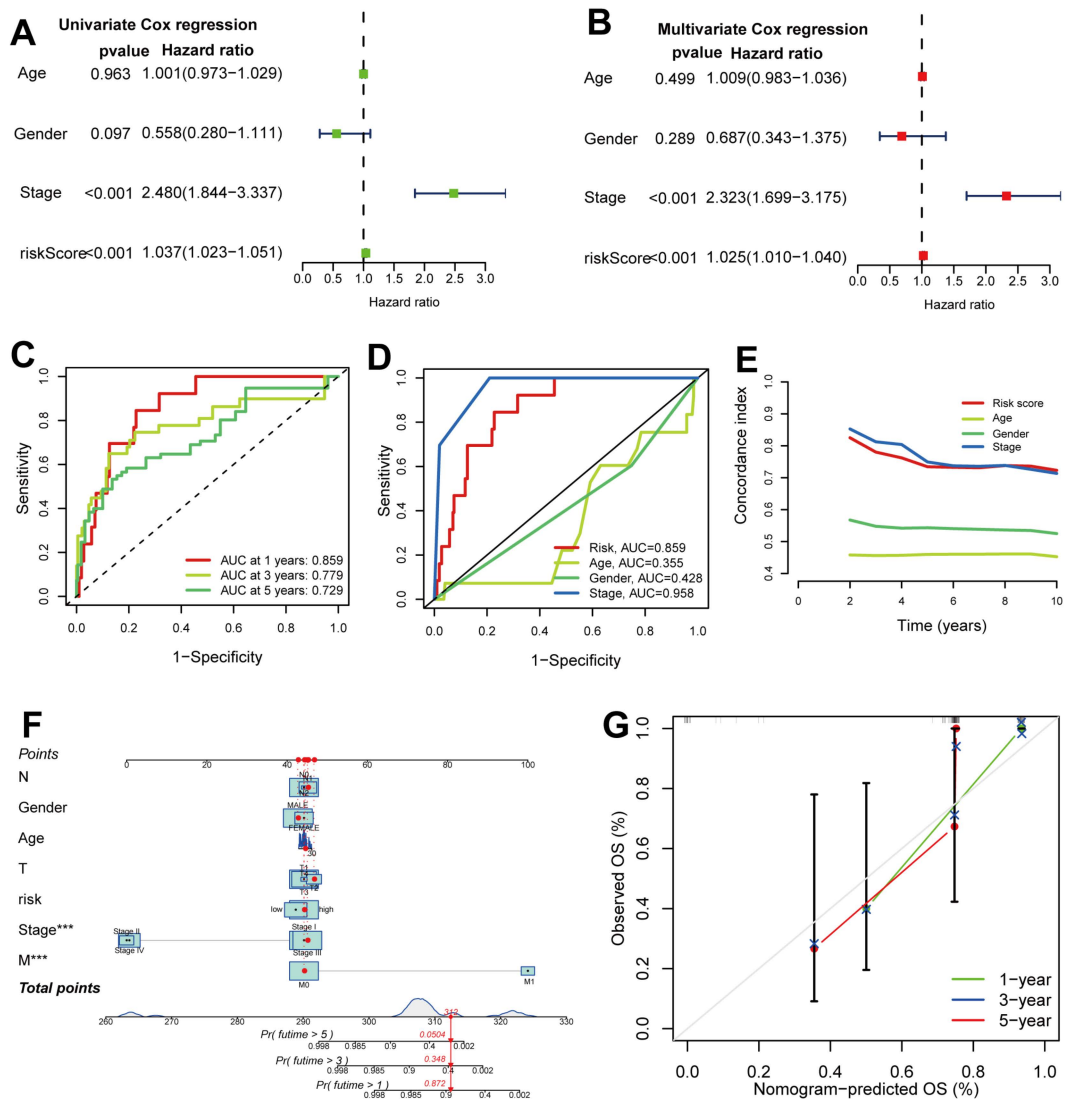 A
Univariate Cox regression
pvalue Hazard ratio
Age 0.963 1.001(0.973−1.029)
Gender 0.097 0.558(0.280−1.111)
Stage <0.001 2.480(1.844−3.337)
riskScore<0.001 1.037(1.023−1.051)
0.0 0.5 1.0 1.5 2.0 2.5 3.0
Hazard ratio
B
Multivariate Cox regression
pvalue Hazard ratio
Age 0.499 1.009(0.983−1.036)
Gender 0.289 0.687(0.343−1.375)
Stage <0.001 2.323(1.699−3.175)
riskScore<0.001 1.025(1.010−1.040)
0.0 0.5 1.0 1.5 2.0 2.5 3.0
Hazard ratio
C
Sensitivity
0.0 0.2 0.4 0.6 0.8 1.0
AUC at 1 years: 0.859
AUC at 3 years: 0.779
AUC at 5 years: 0.729
0.0 0.2 0.4 0.6 0.8 1.0
1−Specificity
D
Sensitivity
0.0 0.2 0.4 0.6 0.8 1.0
Risk, AUC=0.859
Age, AUC=0.355
Gender, AUC=0.428
Stage, AUC=0.958
0.0 0.2 0.4 0.6 0.8 1.0
1−Specificity
E
Concordance index
0.4 0.5 0.6 0.7 0.8 0.9 1.0
Risk score
Age
Gender
Stage
0 2 4 6 8 10
Time (years)
F
Points
0 20 40 60 80 100
N
N0
N1
N2
Gender
MALE
FEMALE
Age
30
T
T1
T2
T3
risk
low high
Stage***
Stage I
Stage II
Stage III
Stage IV
M***
M0
M1
Total points
260 270 280 290 300 310 320 330
312
Pr( futime > 5) 0.0504
0.998 0.985 0.9 0.4 0.002
Pr( futime > 3) 0.348
0.998 0.985 0.9 0.4 0.002
Pr( futime > 1) 0.872
0.998 0.985 0.9 0.4 0.002
G
Observed OS (%)
0.0 0.2 0.4 0.6 0.8 1.0
1−year
3−year
5−year
0.0 0.2 0.4 0.6 0.8 1.0
Nomogram−predicted OS (%)